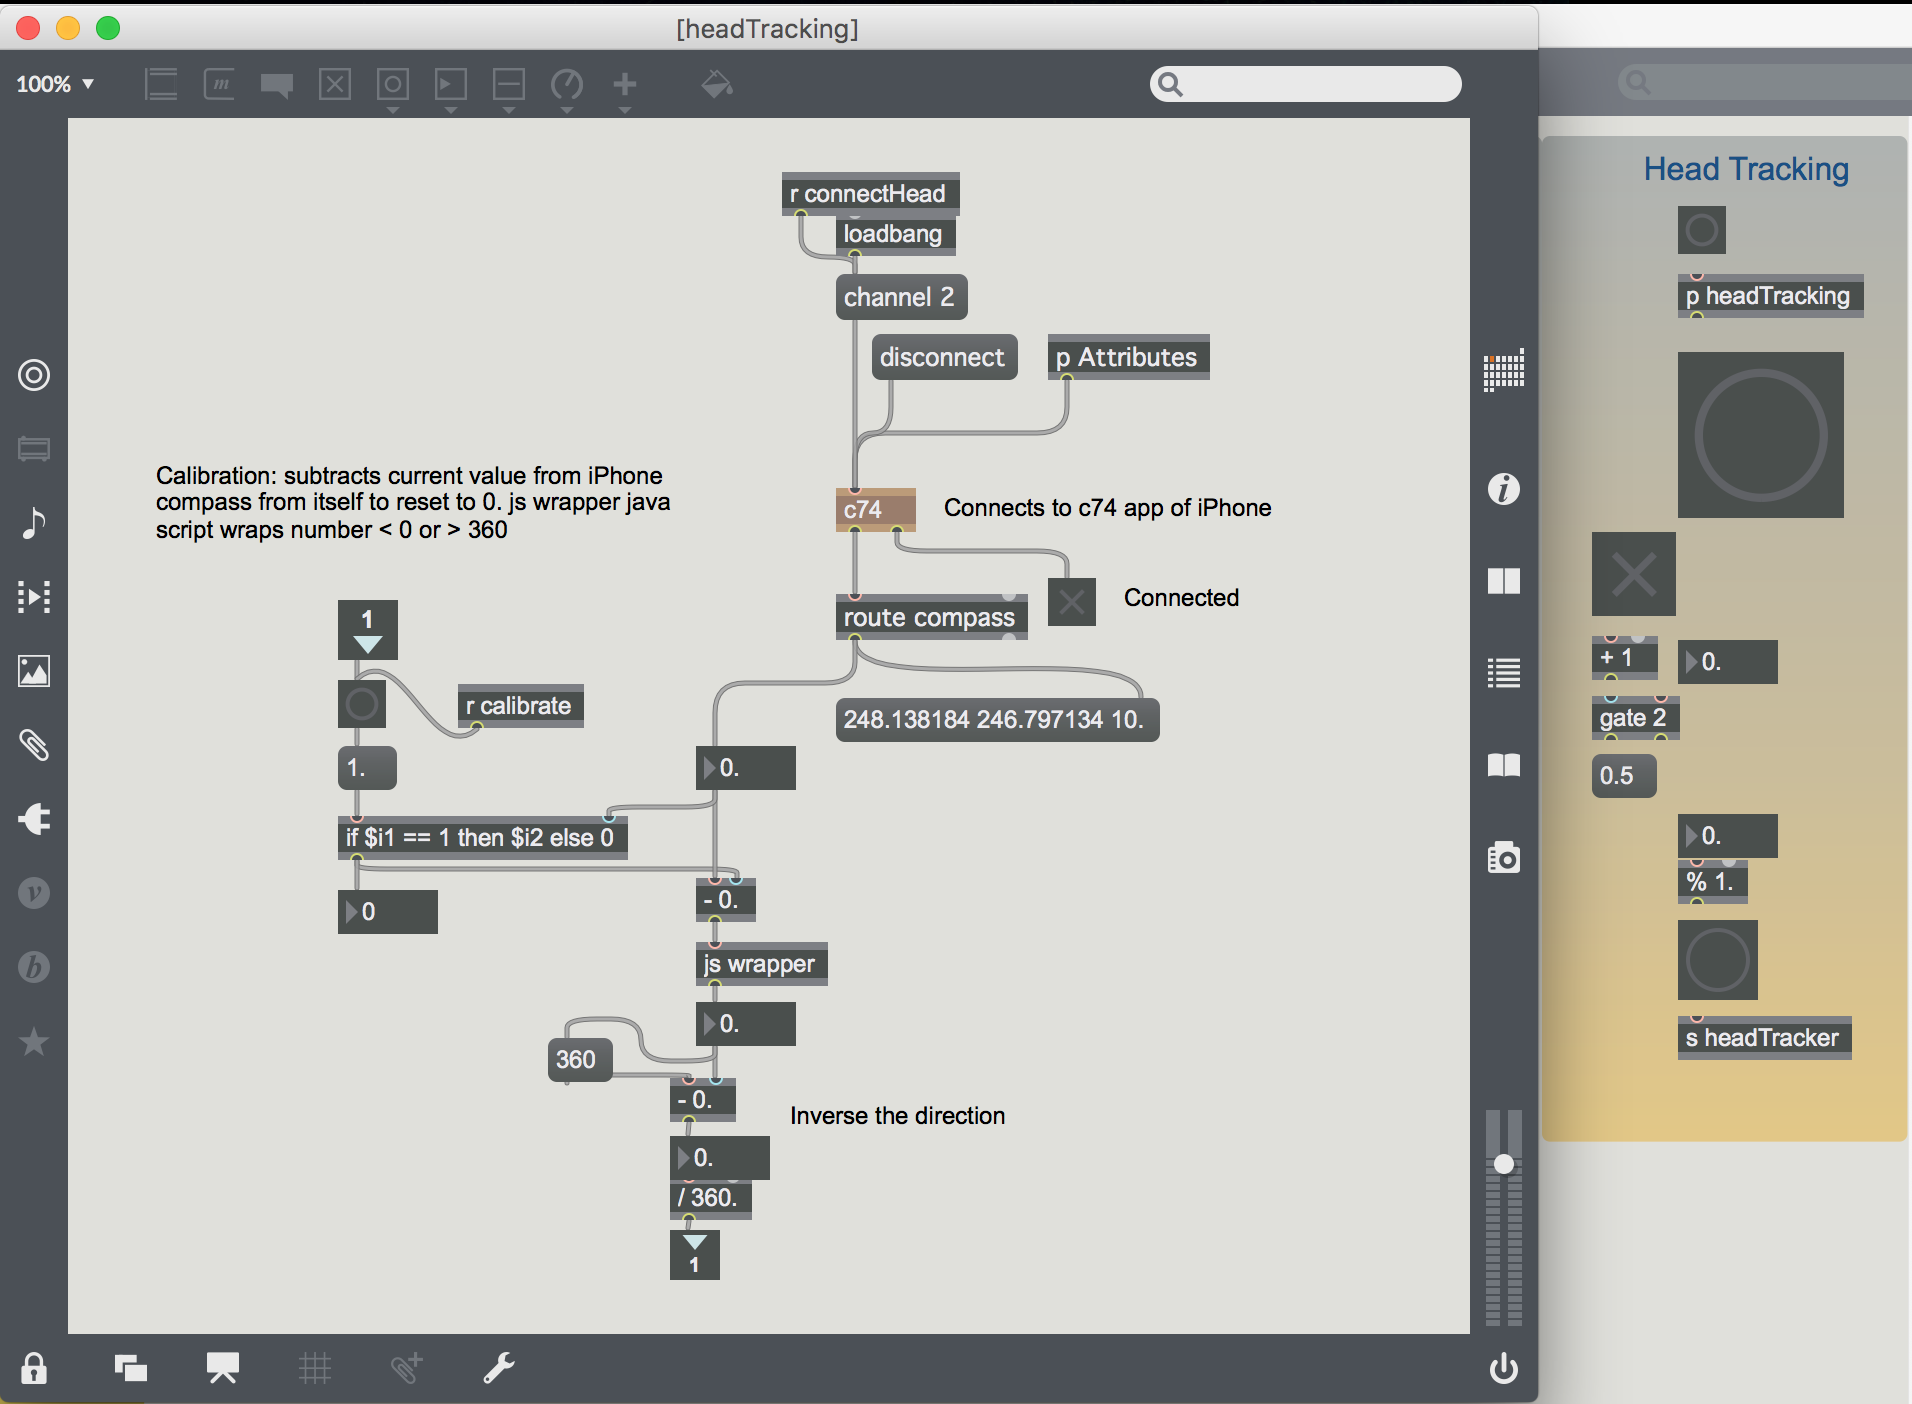 [headTracking]
100%
m
r connectHead
loadbang
channel 2
disconnect
p Attributes
Calibration: subtracts current value from iPhone
compass from itself to reset to 0. js wrapper java
script wraps number < 0 or > 360
c74
Connects to c74 app of iPhone
Connected
route compass
1
r calibrate
248.138184 246.797134 10.
1.
0.
if $i1 == 1 then $i2 else 0
0
- 0.
js wrapper
0.
360
- 0.
Inverse the direction
0.
/ 360.
1
i
v
b
Head Tracking
p headTracking
+ 1
0.
gate 2
0.5
0.
% 1.
s headTracker